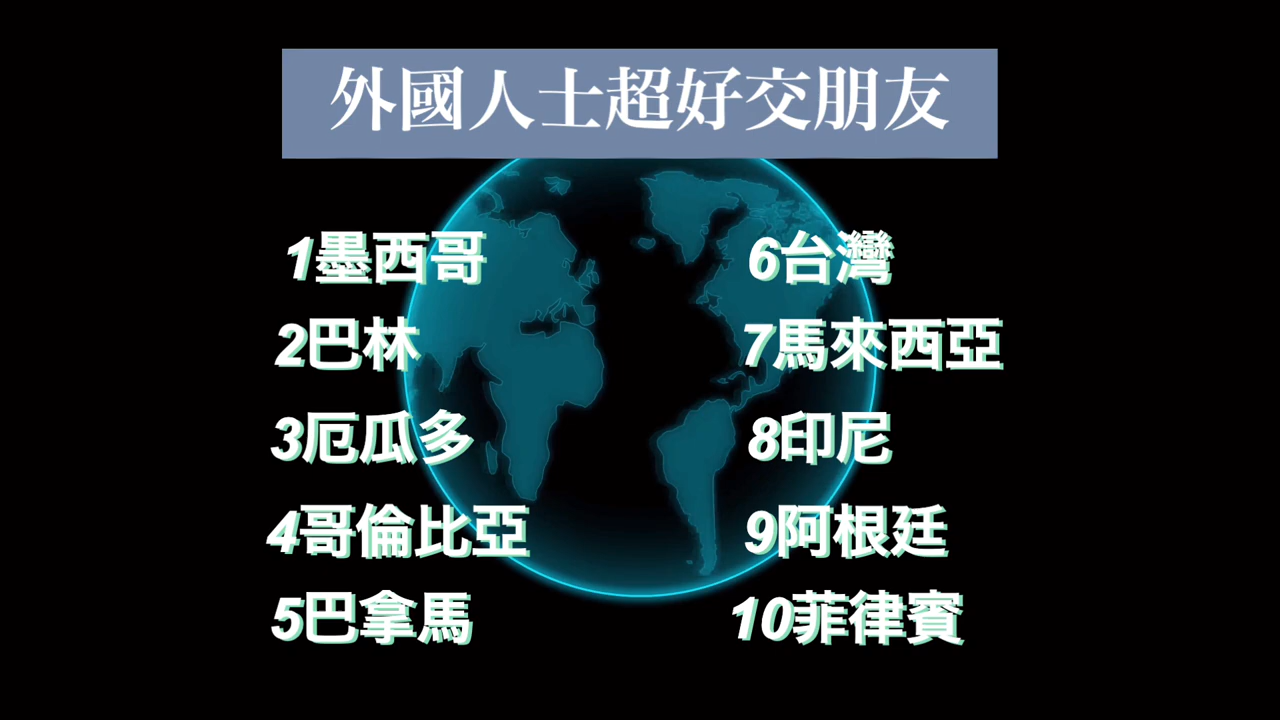 外國人士超好交朋友
1墨西哥
2巴林
3厄瓜多
4哥倫比亞
5巴拿馬
6台灣
7馬來西亞
8印尼
9阿根廷
10菲律賓